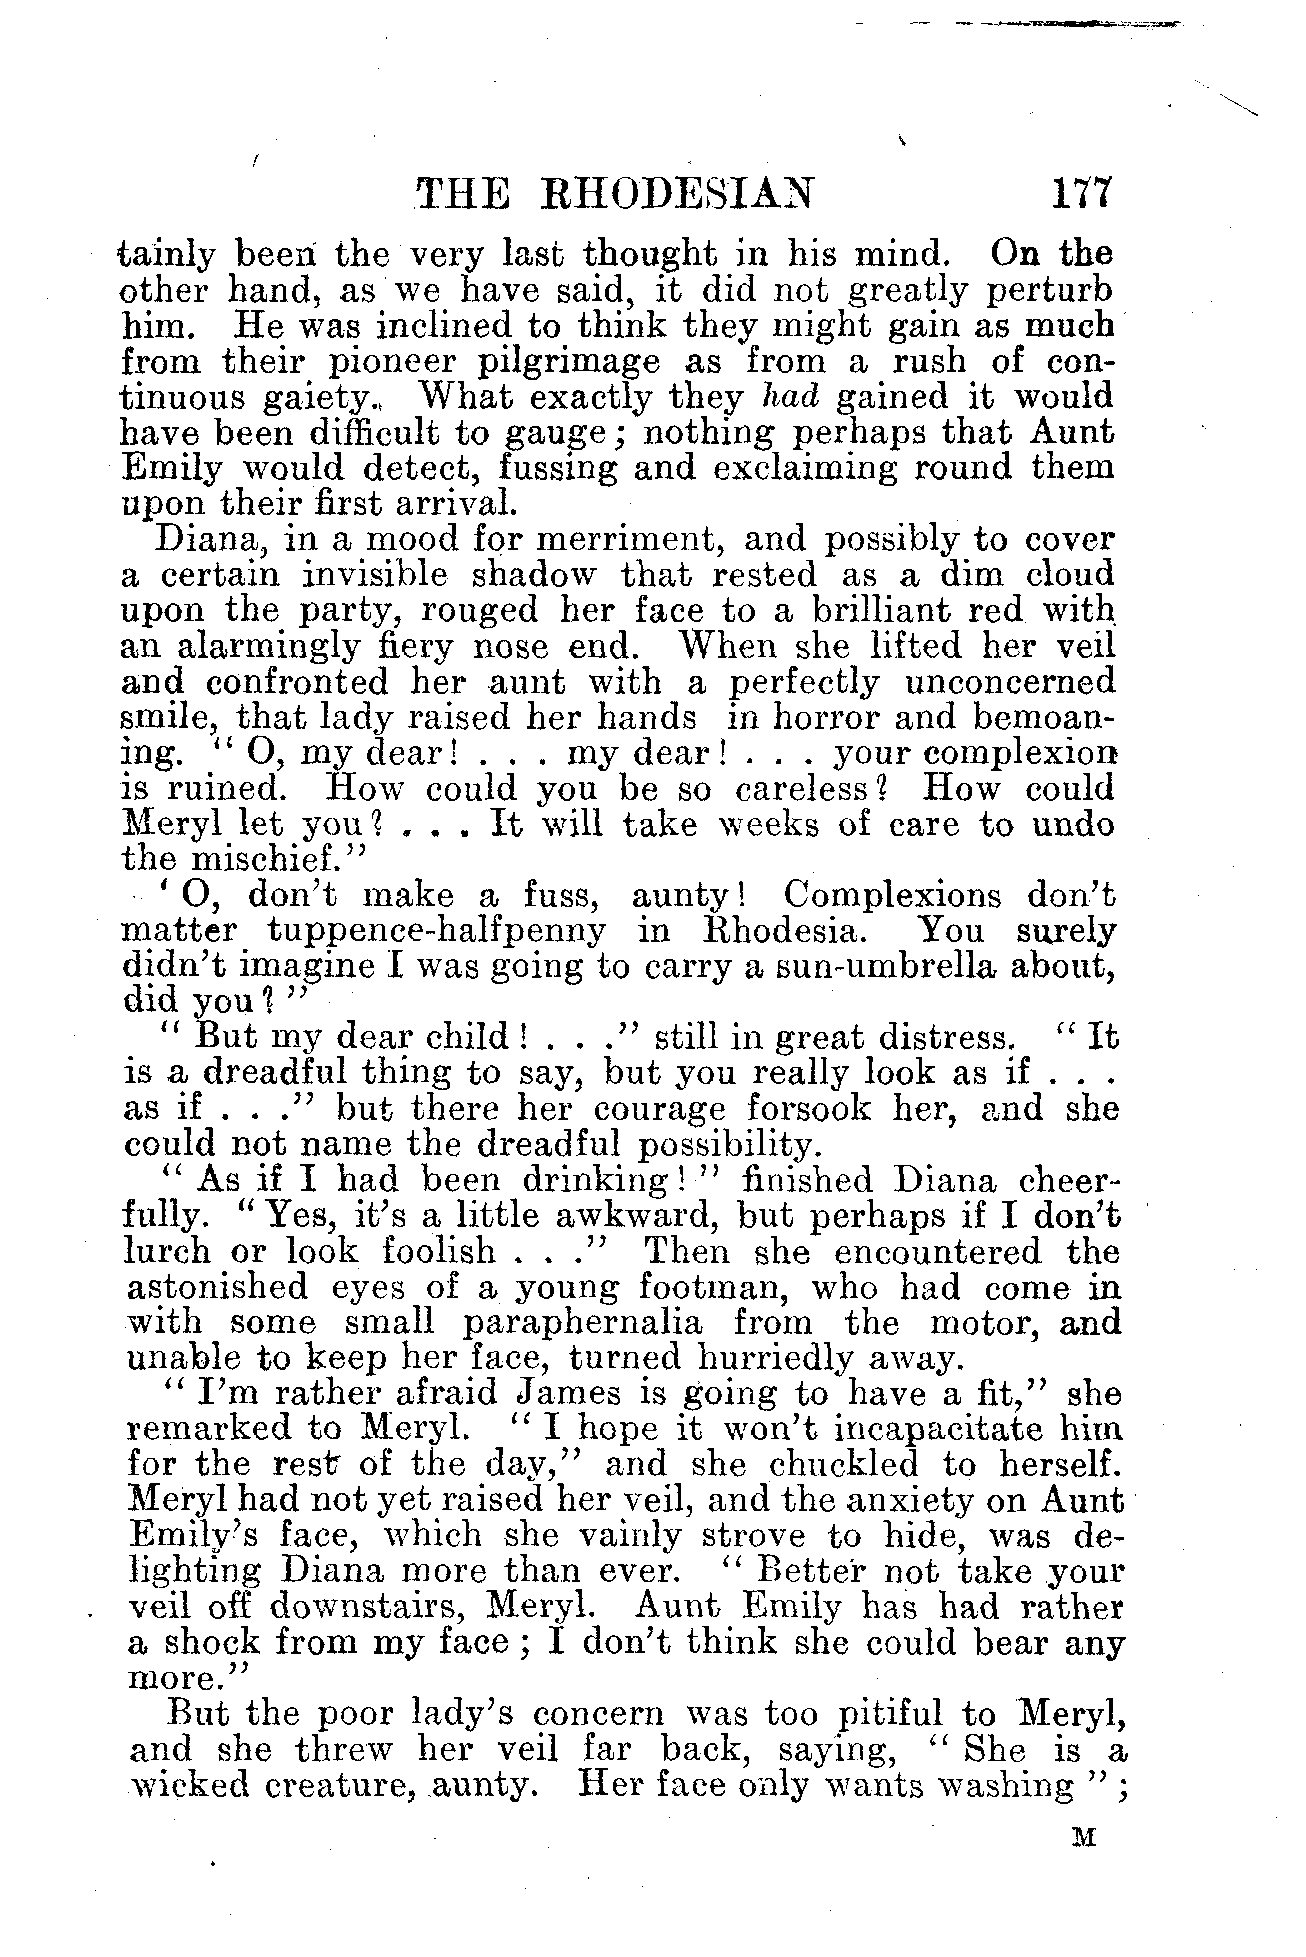 THE RHODESIAN 177
tainly been the very last thought in his mind. On the
other hand, as we have said, it did not greatly perturb
him. He was inclined to think they might gain as much
from their pioneer pilgrimage as from a rush of con-
tinuous gaiety. What exactly they had gained it would
have been difficult to gauge; nothing perhaps that Aunt
Emily would detect, fussing and exclaiming round them
upon their first arrival.
Diana, in a mood for merriment, and possibly to cover
a certain invisible shadow that rested as a dim cloud
upon the party, rouged her face to a brilliant red with
an alarmingly fiery nose end. When she lifted her veil
and confronted her aunt with a perfectly unconcerned
smile, that lady raised her hands in horror and bemoan-
ing. " O, my dear! . . . my dear! . . . your complexion
is ruined. How could you be so careless? How could
Meryl let you? . . . It will take weeks of care to undo
the mischief."
' O, don't make a fuss, aunty! Complexions don't
matter tuppence-halfpenny in Rhodesia. You surely
didn't imagine I was going to carry a sun-umbrella about,
did you? "
" But my dear child! . . ." still in great distress. " It
is a dreadful thing to say, but you really look as if . . .
as if . . ." but there her courage forsook her, and she
could not name the dreadful possibility.
" As if I had been drinking! " finished Diana cheer-
fully. " Yes, it's a little awkward, but perhaps if I don't
lurch or look foolish . . ." Then she encountered the
astonished eyes of a young footman, who had come in
with some small paraphernalia from the motor, and
unable to keep her face, turned hurriedly away.
" I'm rather afraid James is going to have a fit," she
remarked to Meryl. " I hope it won't incapacitate him
for the rest of the day," and she chuckled to herself.
Meryl had not yet raised her veil, and the anxiety on Aunt
Emily's face, which she vainly strove to hide, was de-
lighting Diana more than ever. " Better not take your
veil off downstairs, Meryl. Aunt Emily has had rather
a shock from my face; I don't think she could bear any
more."
But the poor lady's concern was too pitiful to Meryl,
and she threw her veil far back, saying, " She is a
wicked creature, aunty. Her face only wants washing ";
M